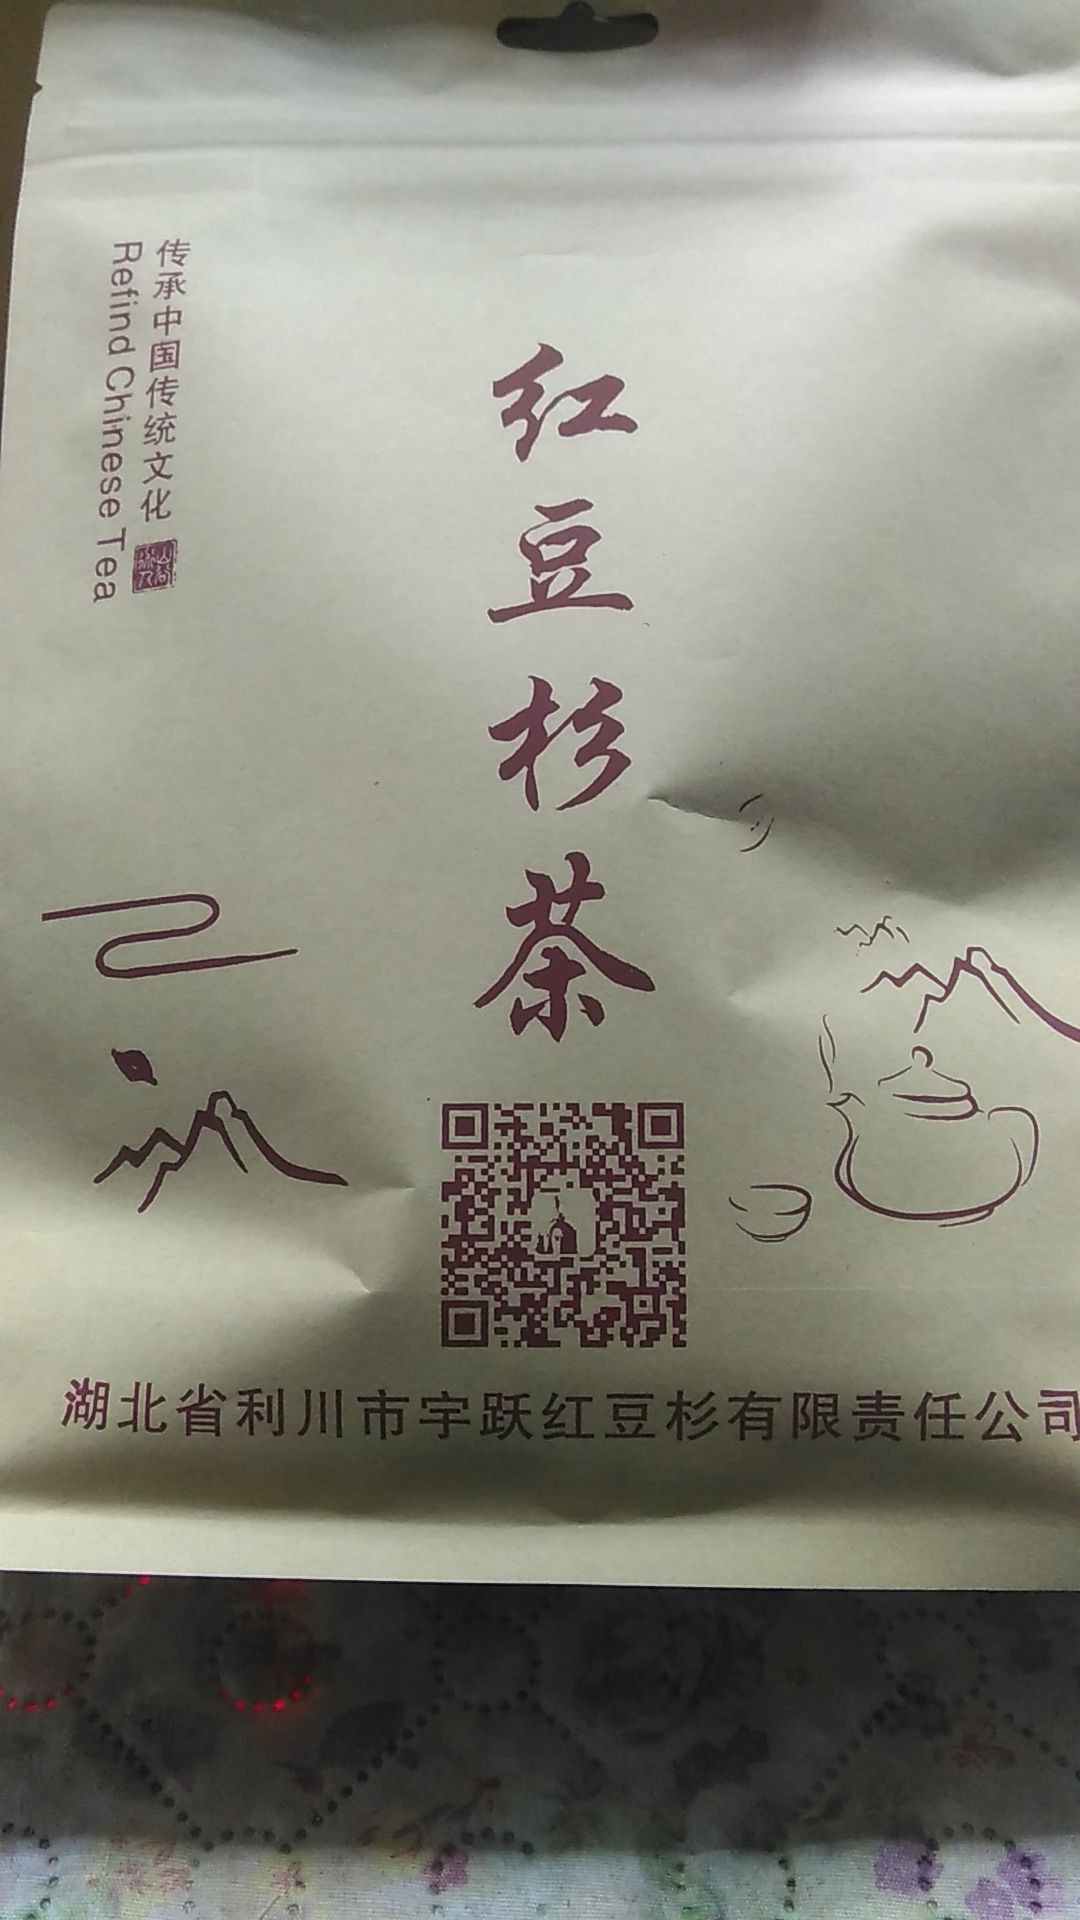 传承中国传统文化
Refind Chinese Tea
红豆杉茶
湖北省利川市宇跃红豆杉有限责任公司